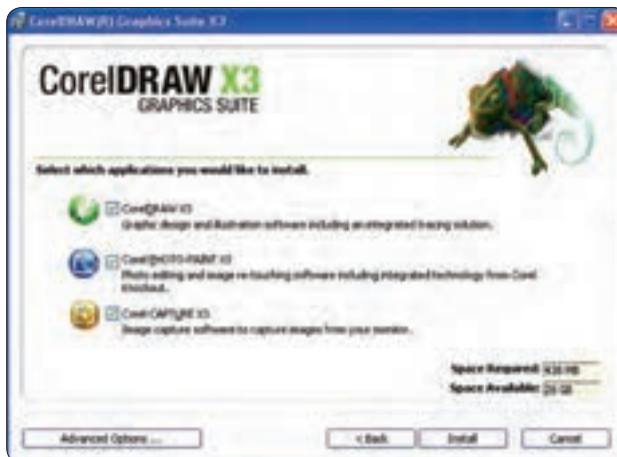 CorelDRAW(R) Graphics Suite X3
CorelDRAW X3
GRAPHICS SUITE
Select which applications you would like to install.
CorelDRAW X3
Graphic design and illustration software including an integrated tracing solution.
Corel PHOTO-PAINT X3
Photo editing and image re-touching software including integrated technology from Corel
Knockout.
Corel CAPTURE X3
Image capture software to capture images from your monitor.
Space Required:
Space Available:
Advanced Options ...
< Back
Install
Cancel